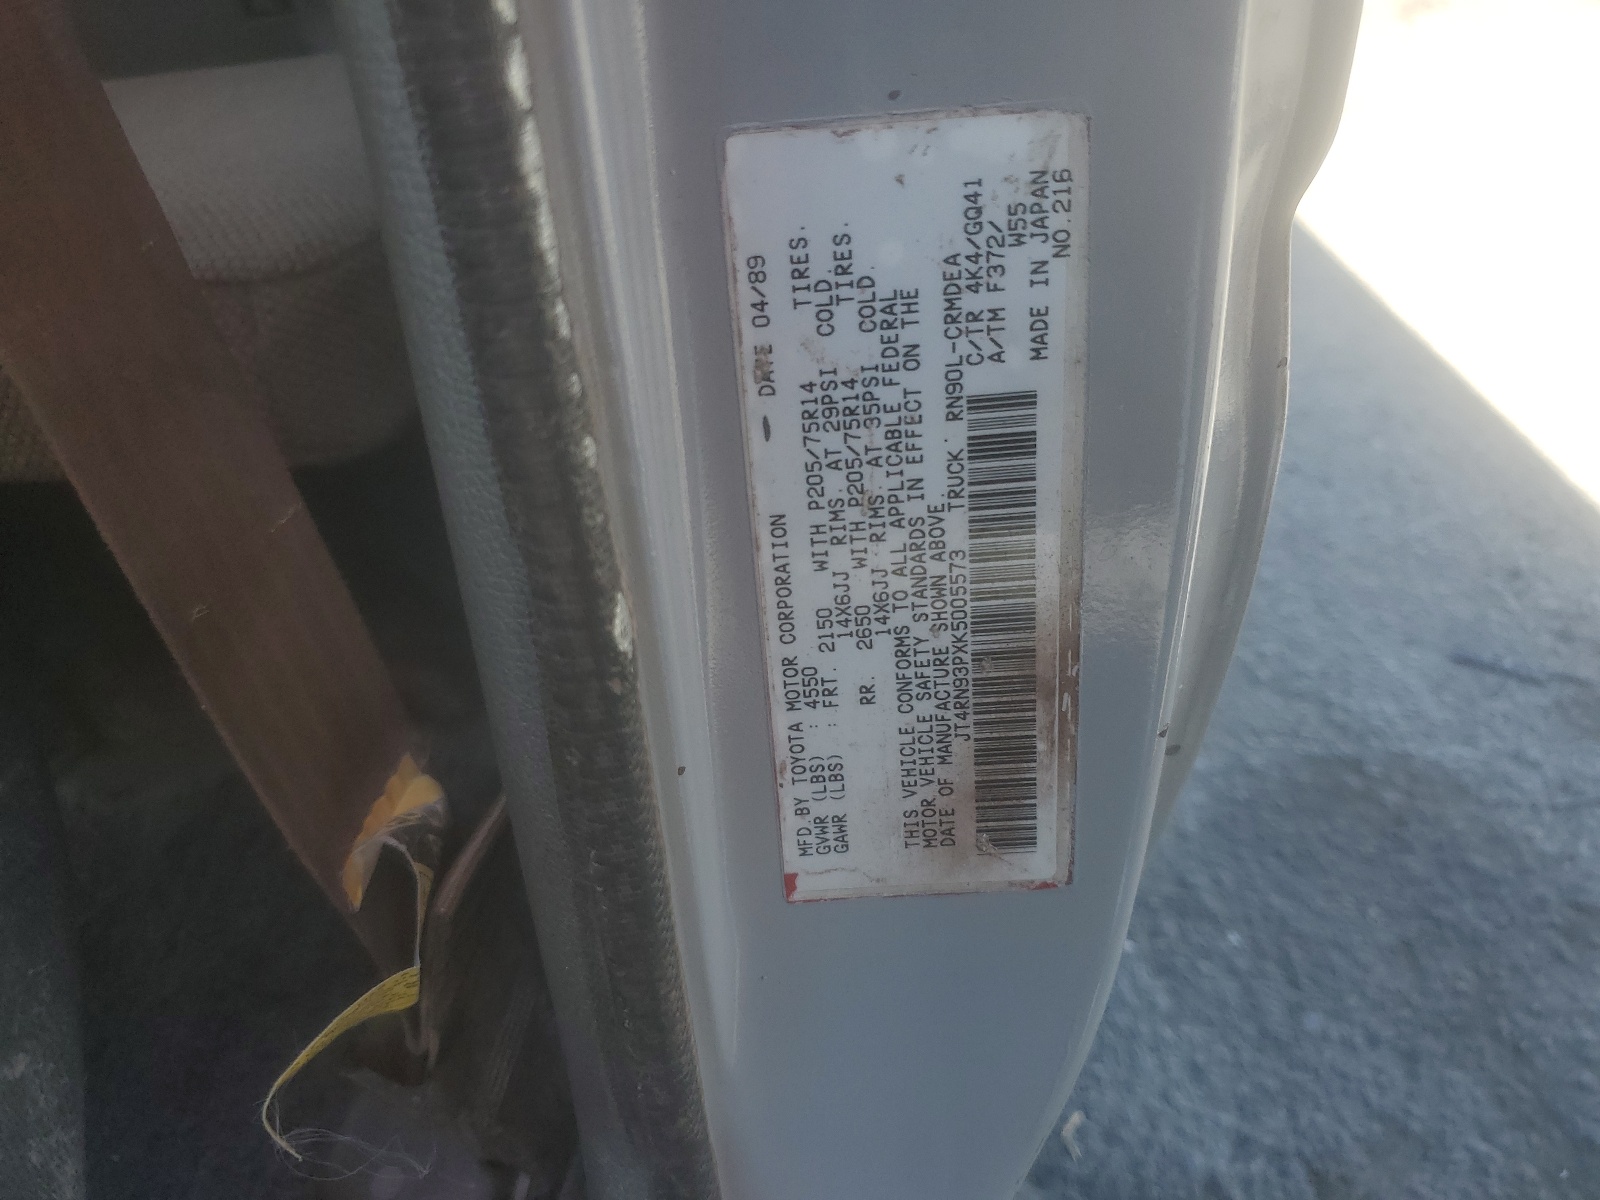 MFD. BY TOYOTA MOTOR CORPORATION DATE 04/89
GVWR (LBS) : 4550
GAWR (LBS) : FRT. 2150 WITH P205/75R14 TIRES.
14X6JJ RIMS. AT 29PSI COLD.
RR. 2650 WITH P205/75R14 TIRES.
14X6JJ RIMS. AT 35PSI COLD.
THIS VEHICLE CONFORMS TO ALL APPLICABLE FEDERAL
MOTOR VEHICLE SAFETY STANDARDS IN EFFECT ON THE
DATE OF MANUFACTURE SHOWN ABOVE.
JT4RN93PXK5005573 TRUCK RN90L-CRMDEA
C/TR 4K4/GQ41
A/TM F372/
W55
MADE IN JAPAN
NO.216